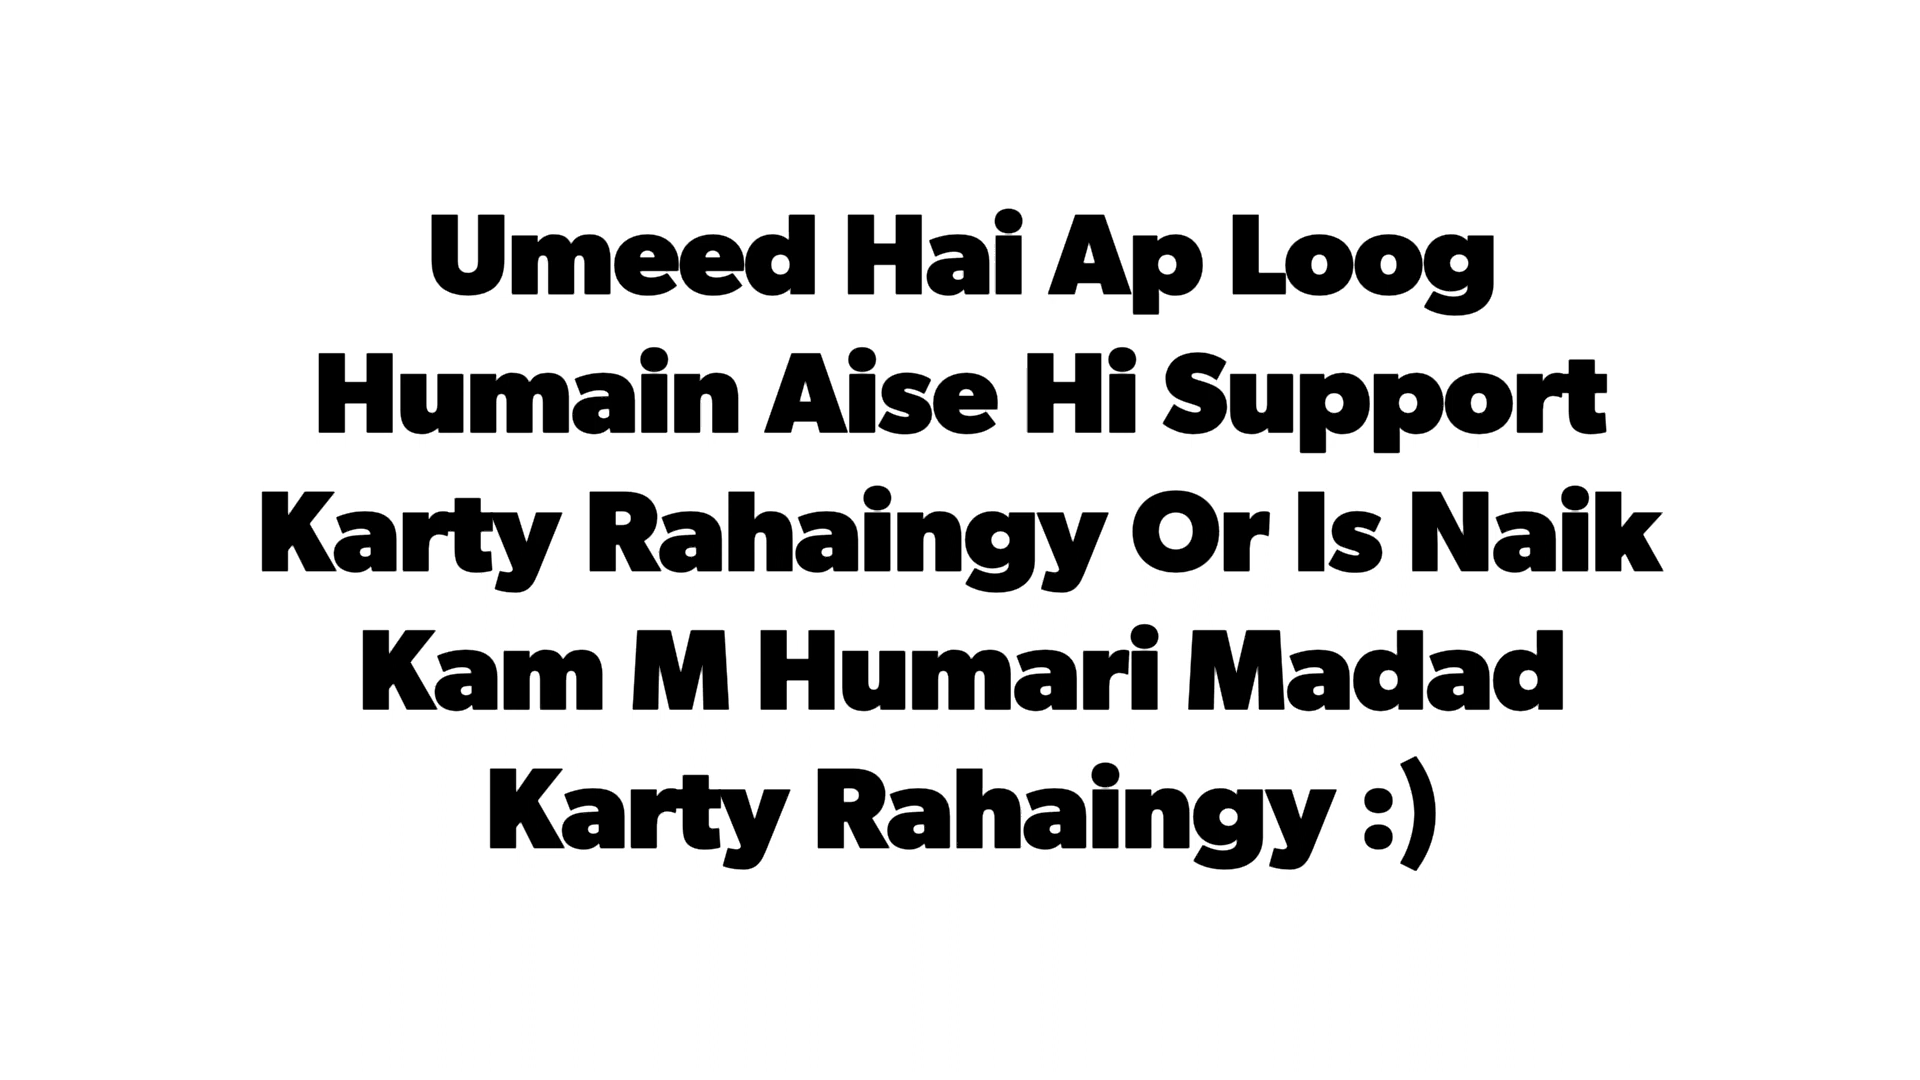 Umeed Hai Ap Loog
Humain Aise Hi Support
Karty Rahaingy Or Is Naik
Kam M Humari Madad
Karty Rahaingy :)